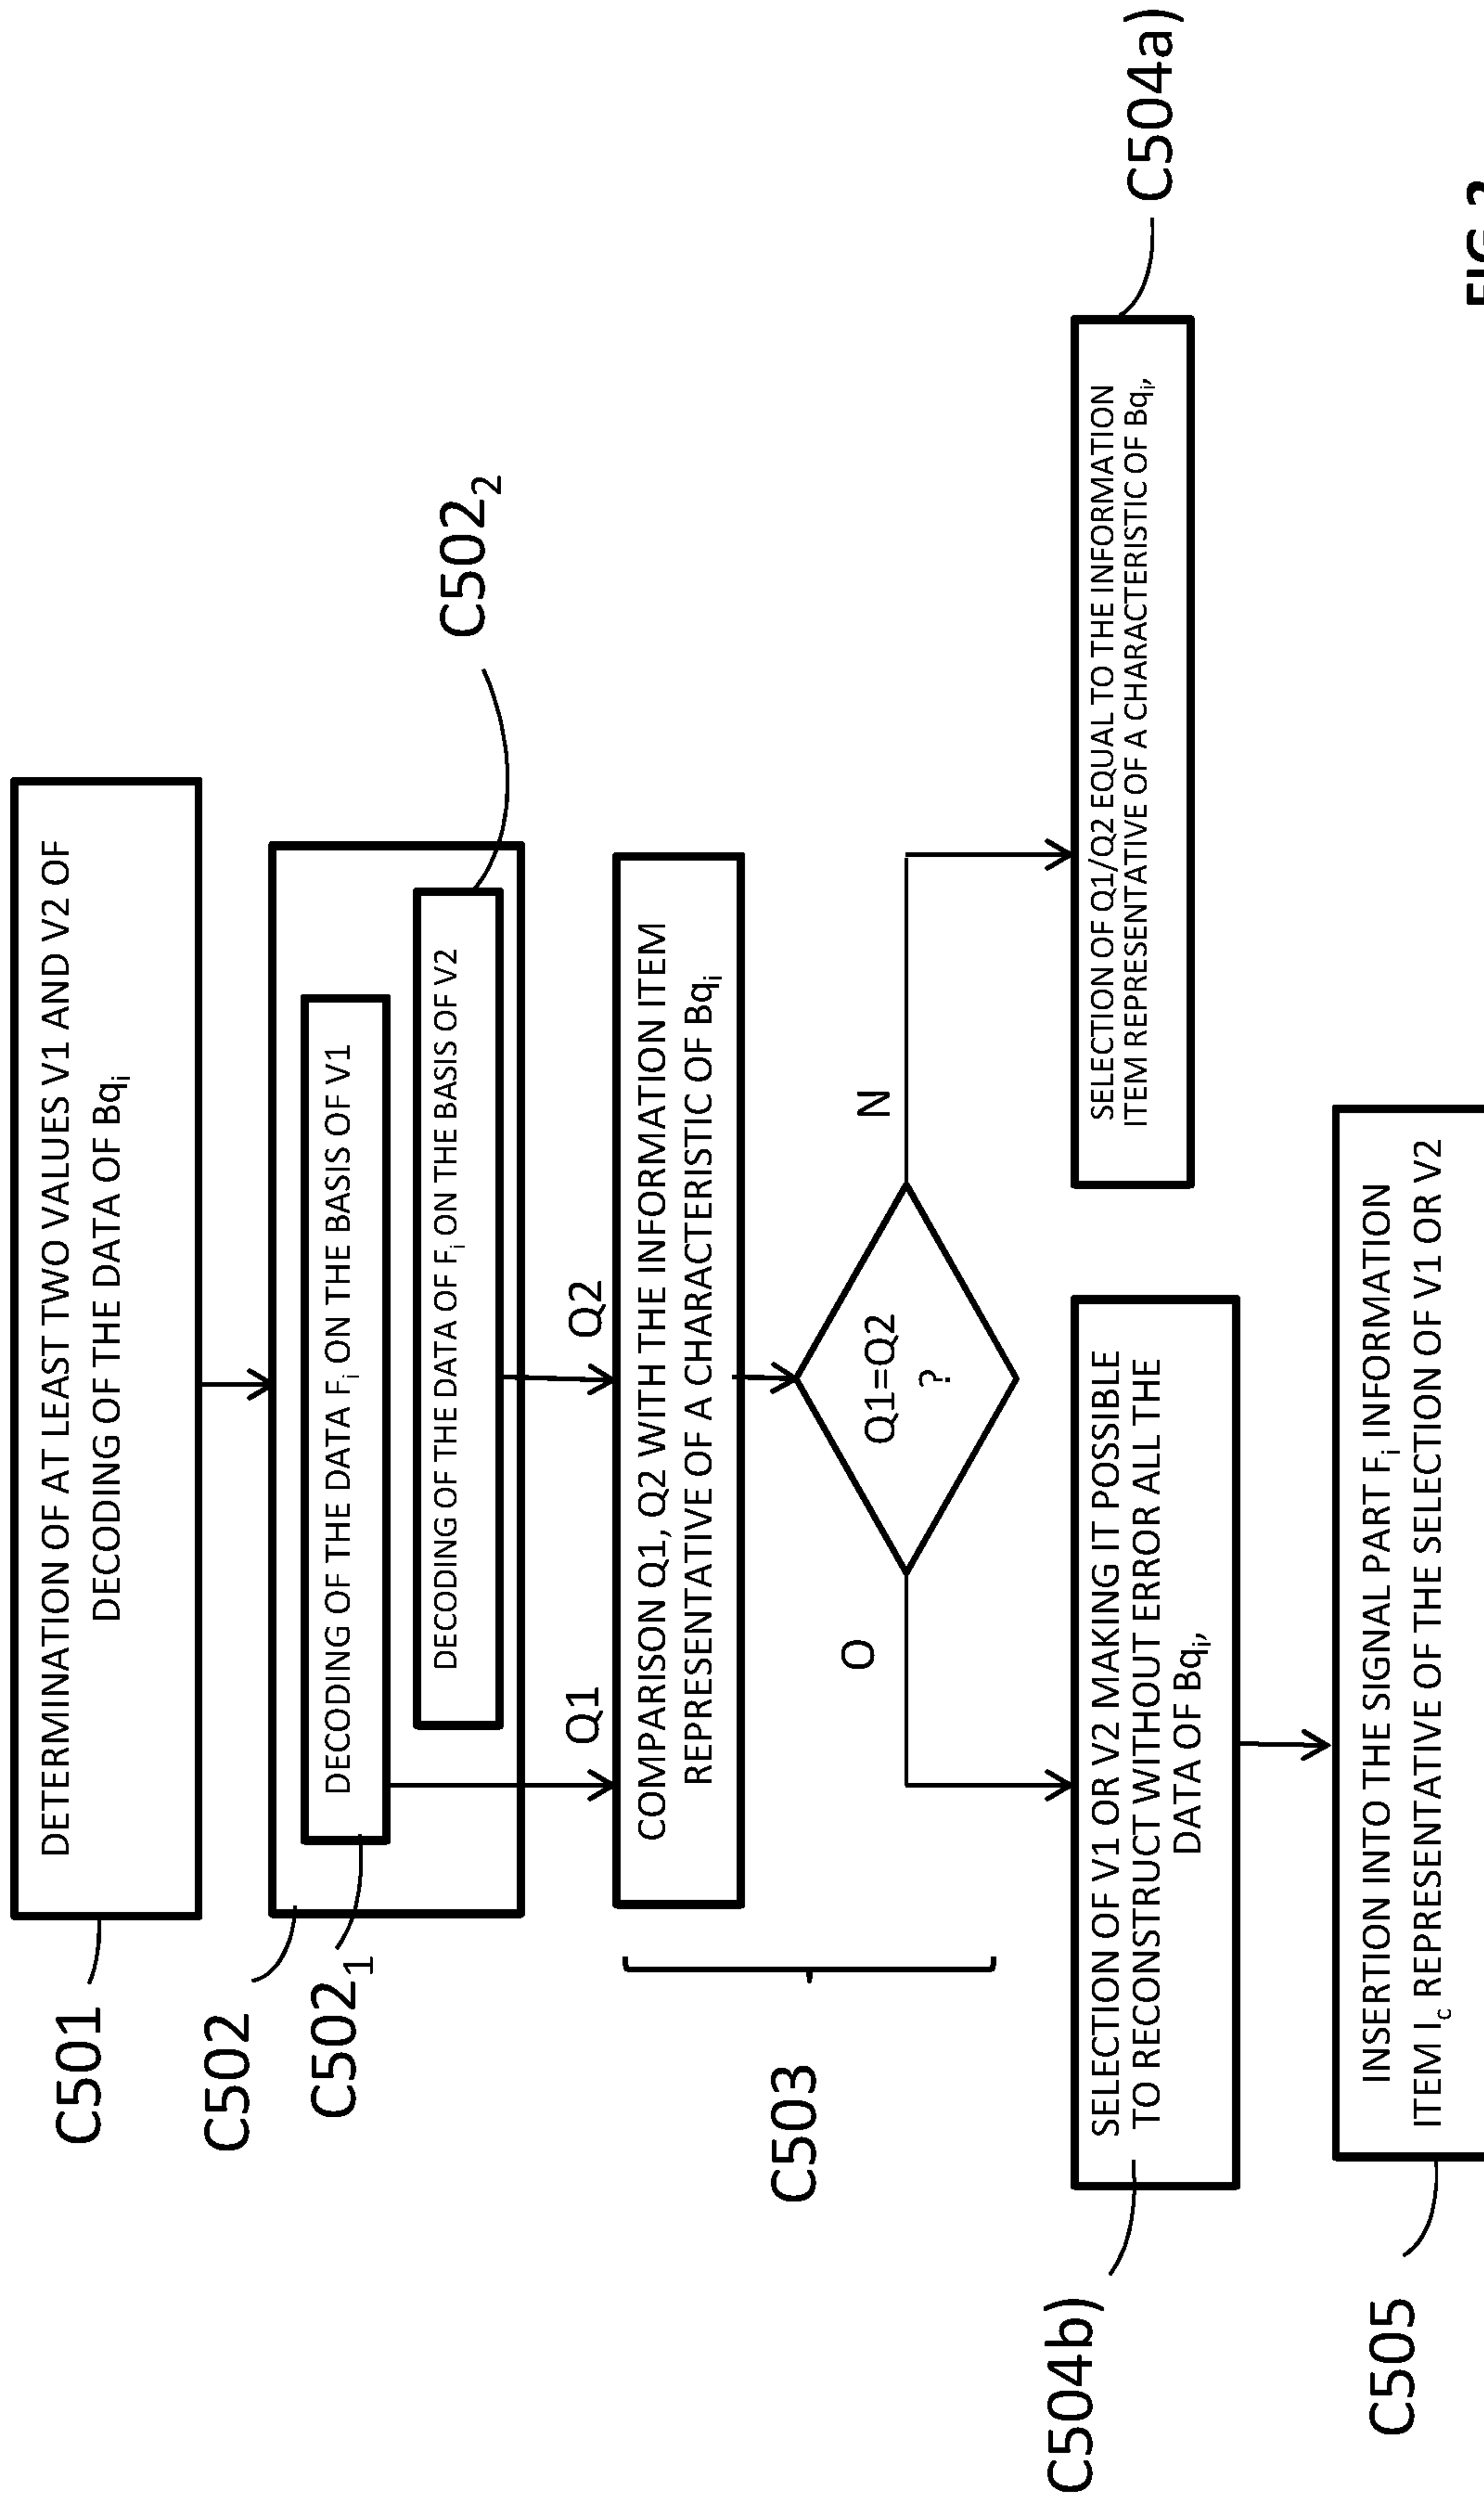 C501
DETERMINATION OF AT LEAST TWO VALUES V1 AND V2 OF
DECODING OF THE DATA OF Bqi
C502
C5021
DECODING OF THE DATA Fi ON THE BASIS OF V1
DECODING OF THE DATA OF Fi ON THE BASIS OF V2
C5022
Q1
Q2
C503
COMPARISON Q1, Q2 WITH THE INFORMATION ITEM
REPRESENTATIVE OF A CHARACTERISTIC OF Bqi
Q1=Q2
?
O
N
C504b)
SELECTION OF V1 OR V2 MAKING IT POSSIBLE
TO RECONSTRUCT WITHOUT ERROR ALL THE
DATA OF Bqi,
SELECTION OF Q1/Q2 EQUAL TO THE INFORMATION
ITEM REPRESENTATIVE OF A CHARACTERISTIC OF Bqi,
C504a)
C505
INSERTION INTO THE SIGNAL PART Fi INFORMATION
ITEM Ic REPRESENTATIVE OF THE SELECTION OF V1 OR V2